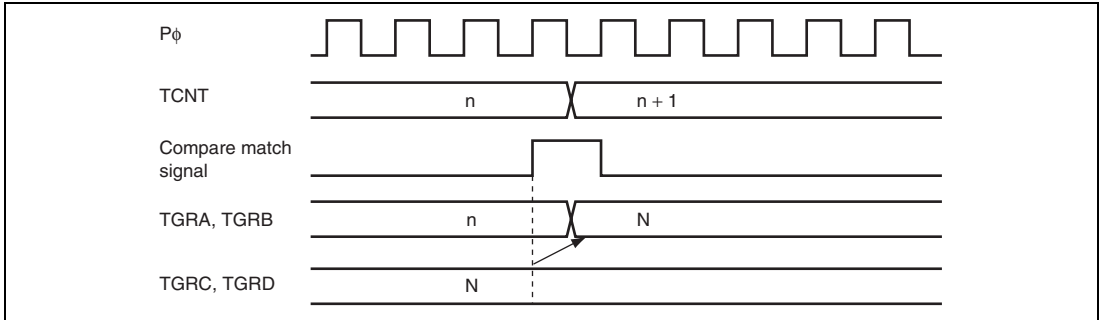 Pϕ
TCNT
n
n + 1
Compare match
signal
TGRA, TGRB
n
N
TGRC, TGRD
N